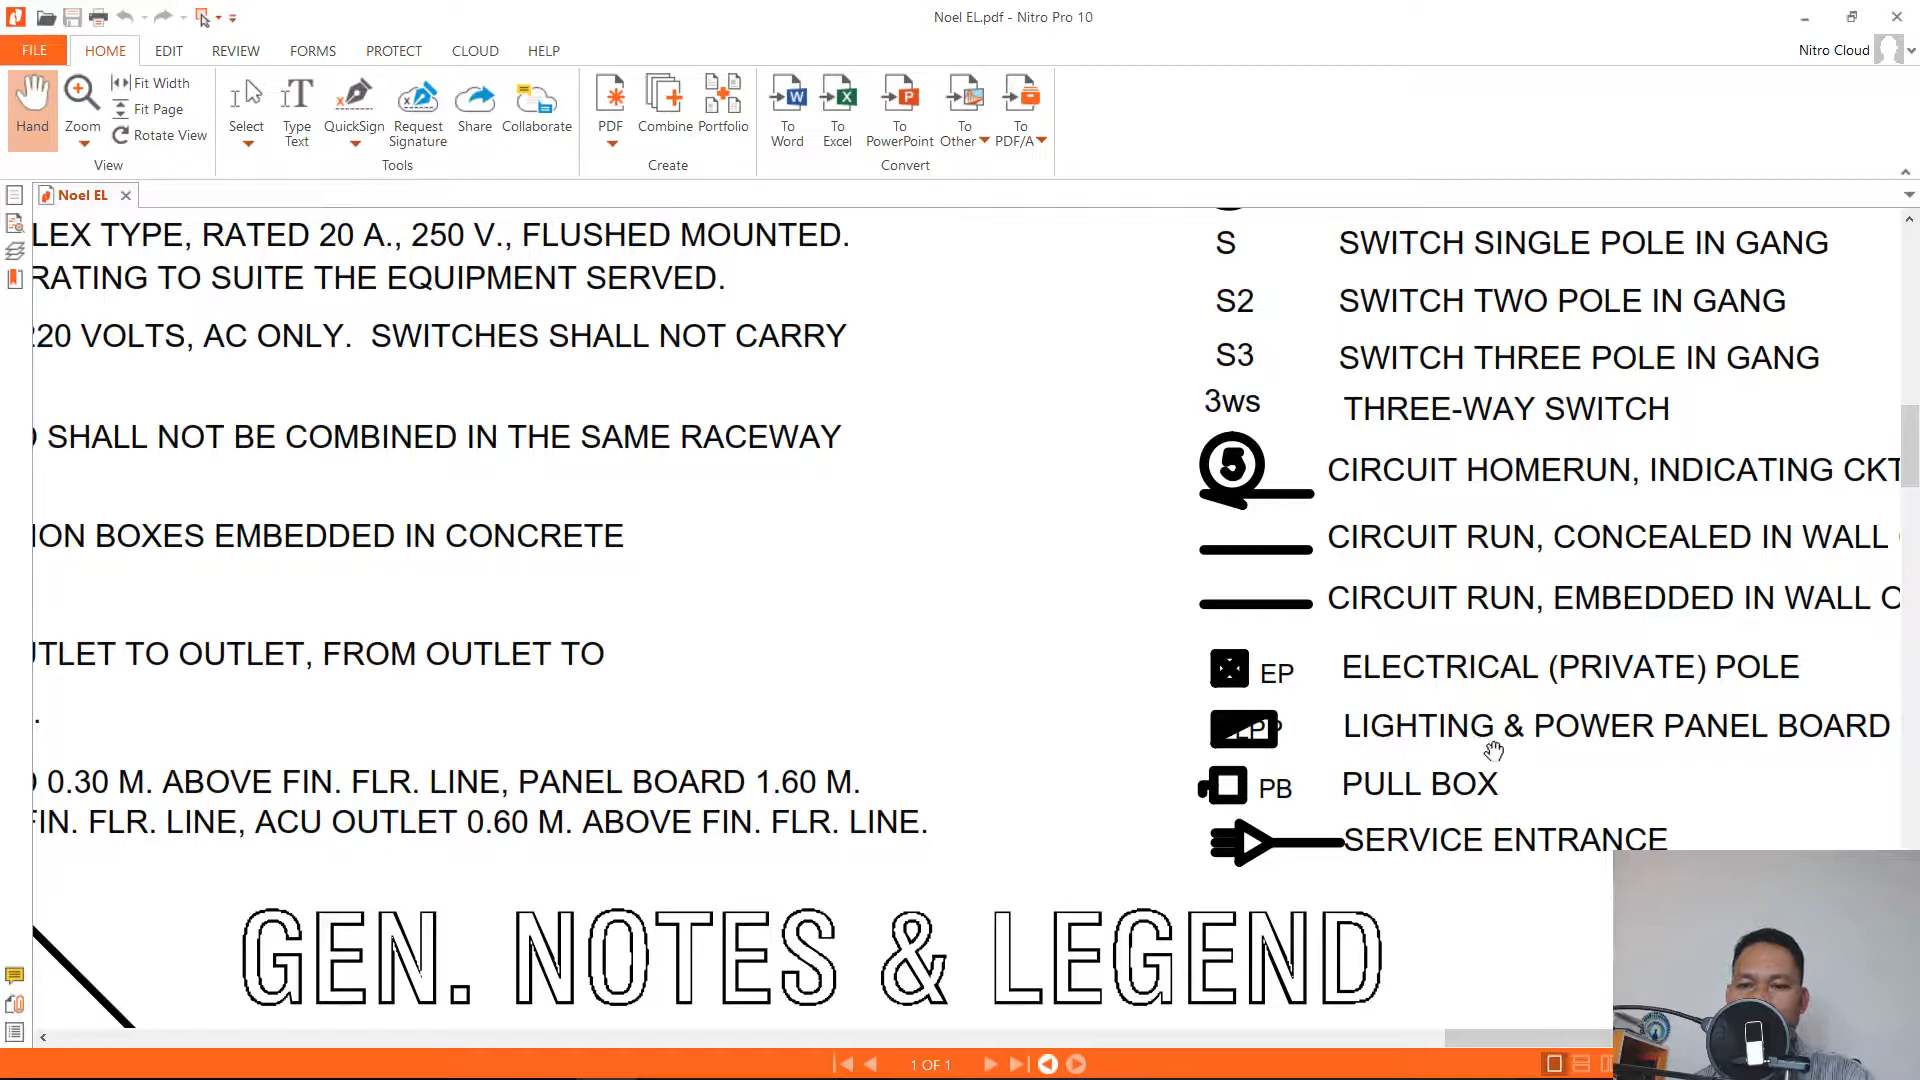 Noel EL.pdf - Nitro Pro 10
FILE HOME EDIT REVIEW FORMS PROTECT CLOUD HELP
Nitro Cloud
Hand
Zoom
Fit Width
Fit Page
Rotate View
View
Select
Type Text
QuickSign
Request Signature
Share
Collaborate
Tools
PDF
Combine
Portfolio
Create
To Word
To Excel
To PowerPoint
To Other
To PDF/A
Convert
Noel EL
LEX TYPE, RATED 20 A., 250 V., FLUSHED MOUNTED.
RATING TO SUITE THE EQUIPMENT SERVED.
220 VOLTS, AC ONLY. SWITCHES SHALL NOT CARRY
SHALL NOT BE COMBINED IN THE SAME RACEWAY
ION BOXES EMBEDDED IN CONCRETE
UTLET TO OUTLET, FROM OUTLET TO
.
0.30 M. ABOVE FIN. FLR. LINE, PANEL BOARD 1.60 M.
FIN. FLR. LINE, ACU OUTLET 0.60 M. ABOVE FIN. FLR. LINE.
S SWITCH SINGLE POLE IN GANG
S2 SWITCH TWO POLE IN GANG
S3 SWITCH THREE POLE IN GANG
3ws THREE-WAY SWITCH
5 CIRCUIT HOMERUN, INDICATING CKT
CIRCUIT RUN, CONCEALED IN WALL
CIRCUIT RUN, EMBEDDED IN WALL
EP ELECTRICAL (PRIVATE) POLE
LPP LIGHTING & POWER PANEL BOARD
PB PULL BOX
SERVICE ENTRANCE
GEN. NOTES & LEGEND
1 OF 1